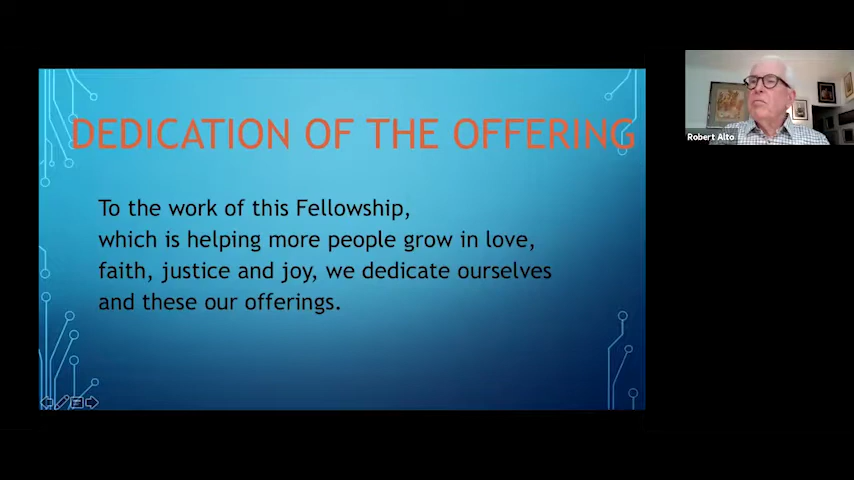 DEDICATION OF THE OFFERING
To the work of this Fellowship,
which is helping more people grow in love,
faith, justice and joy, we dedicate ourselves
and these our offerings.
Robert Alto